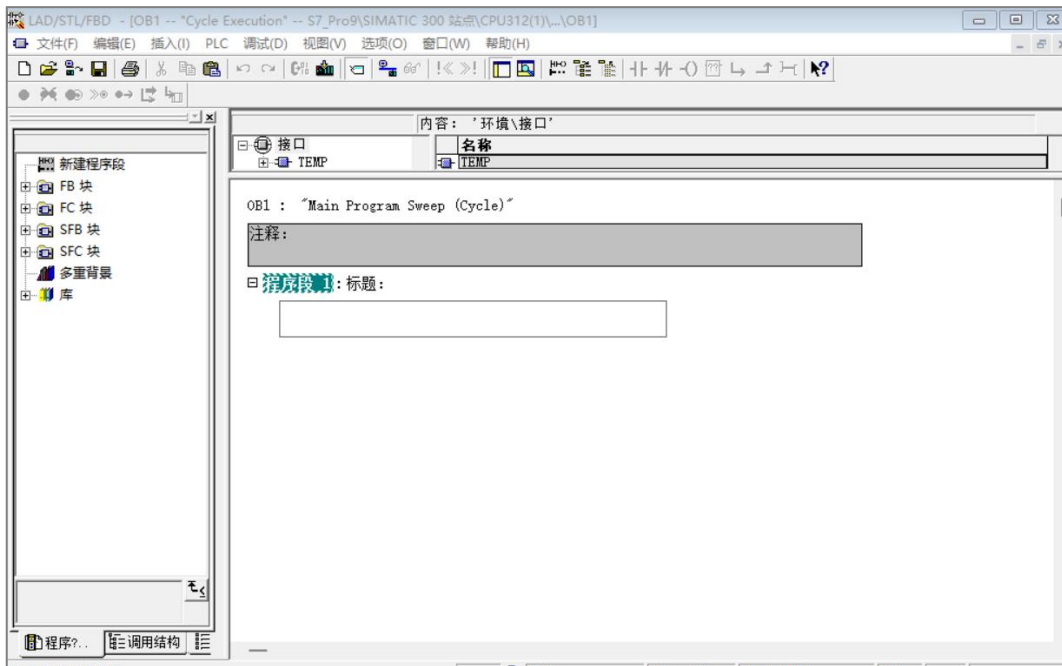 LAD/STL/FBD - [OB1 -- "Cycle Execution" -- S7_Pro9\SIMATIC 300 站点\CPU312(1)\...\OB1]
文件(F) 编辑(E) 插入(I) PLC 调试(D) 视图(V) 选项(O) 窗口(W) 帮助(H)
内容: '环境\接口'
接口
TEMP
名称
TEMP
新建程序段
FB 块
FC 块
SFB 块
SFC 块
多重背景
库
OB1 : "Main Program Sweep (Cycle)"
注释:
程序段 1:标题:
程序?..
调用结构